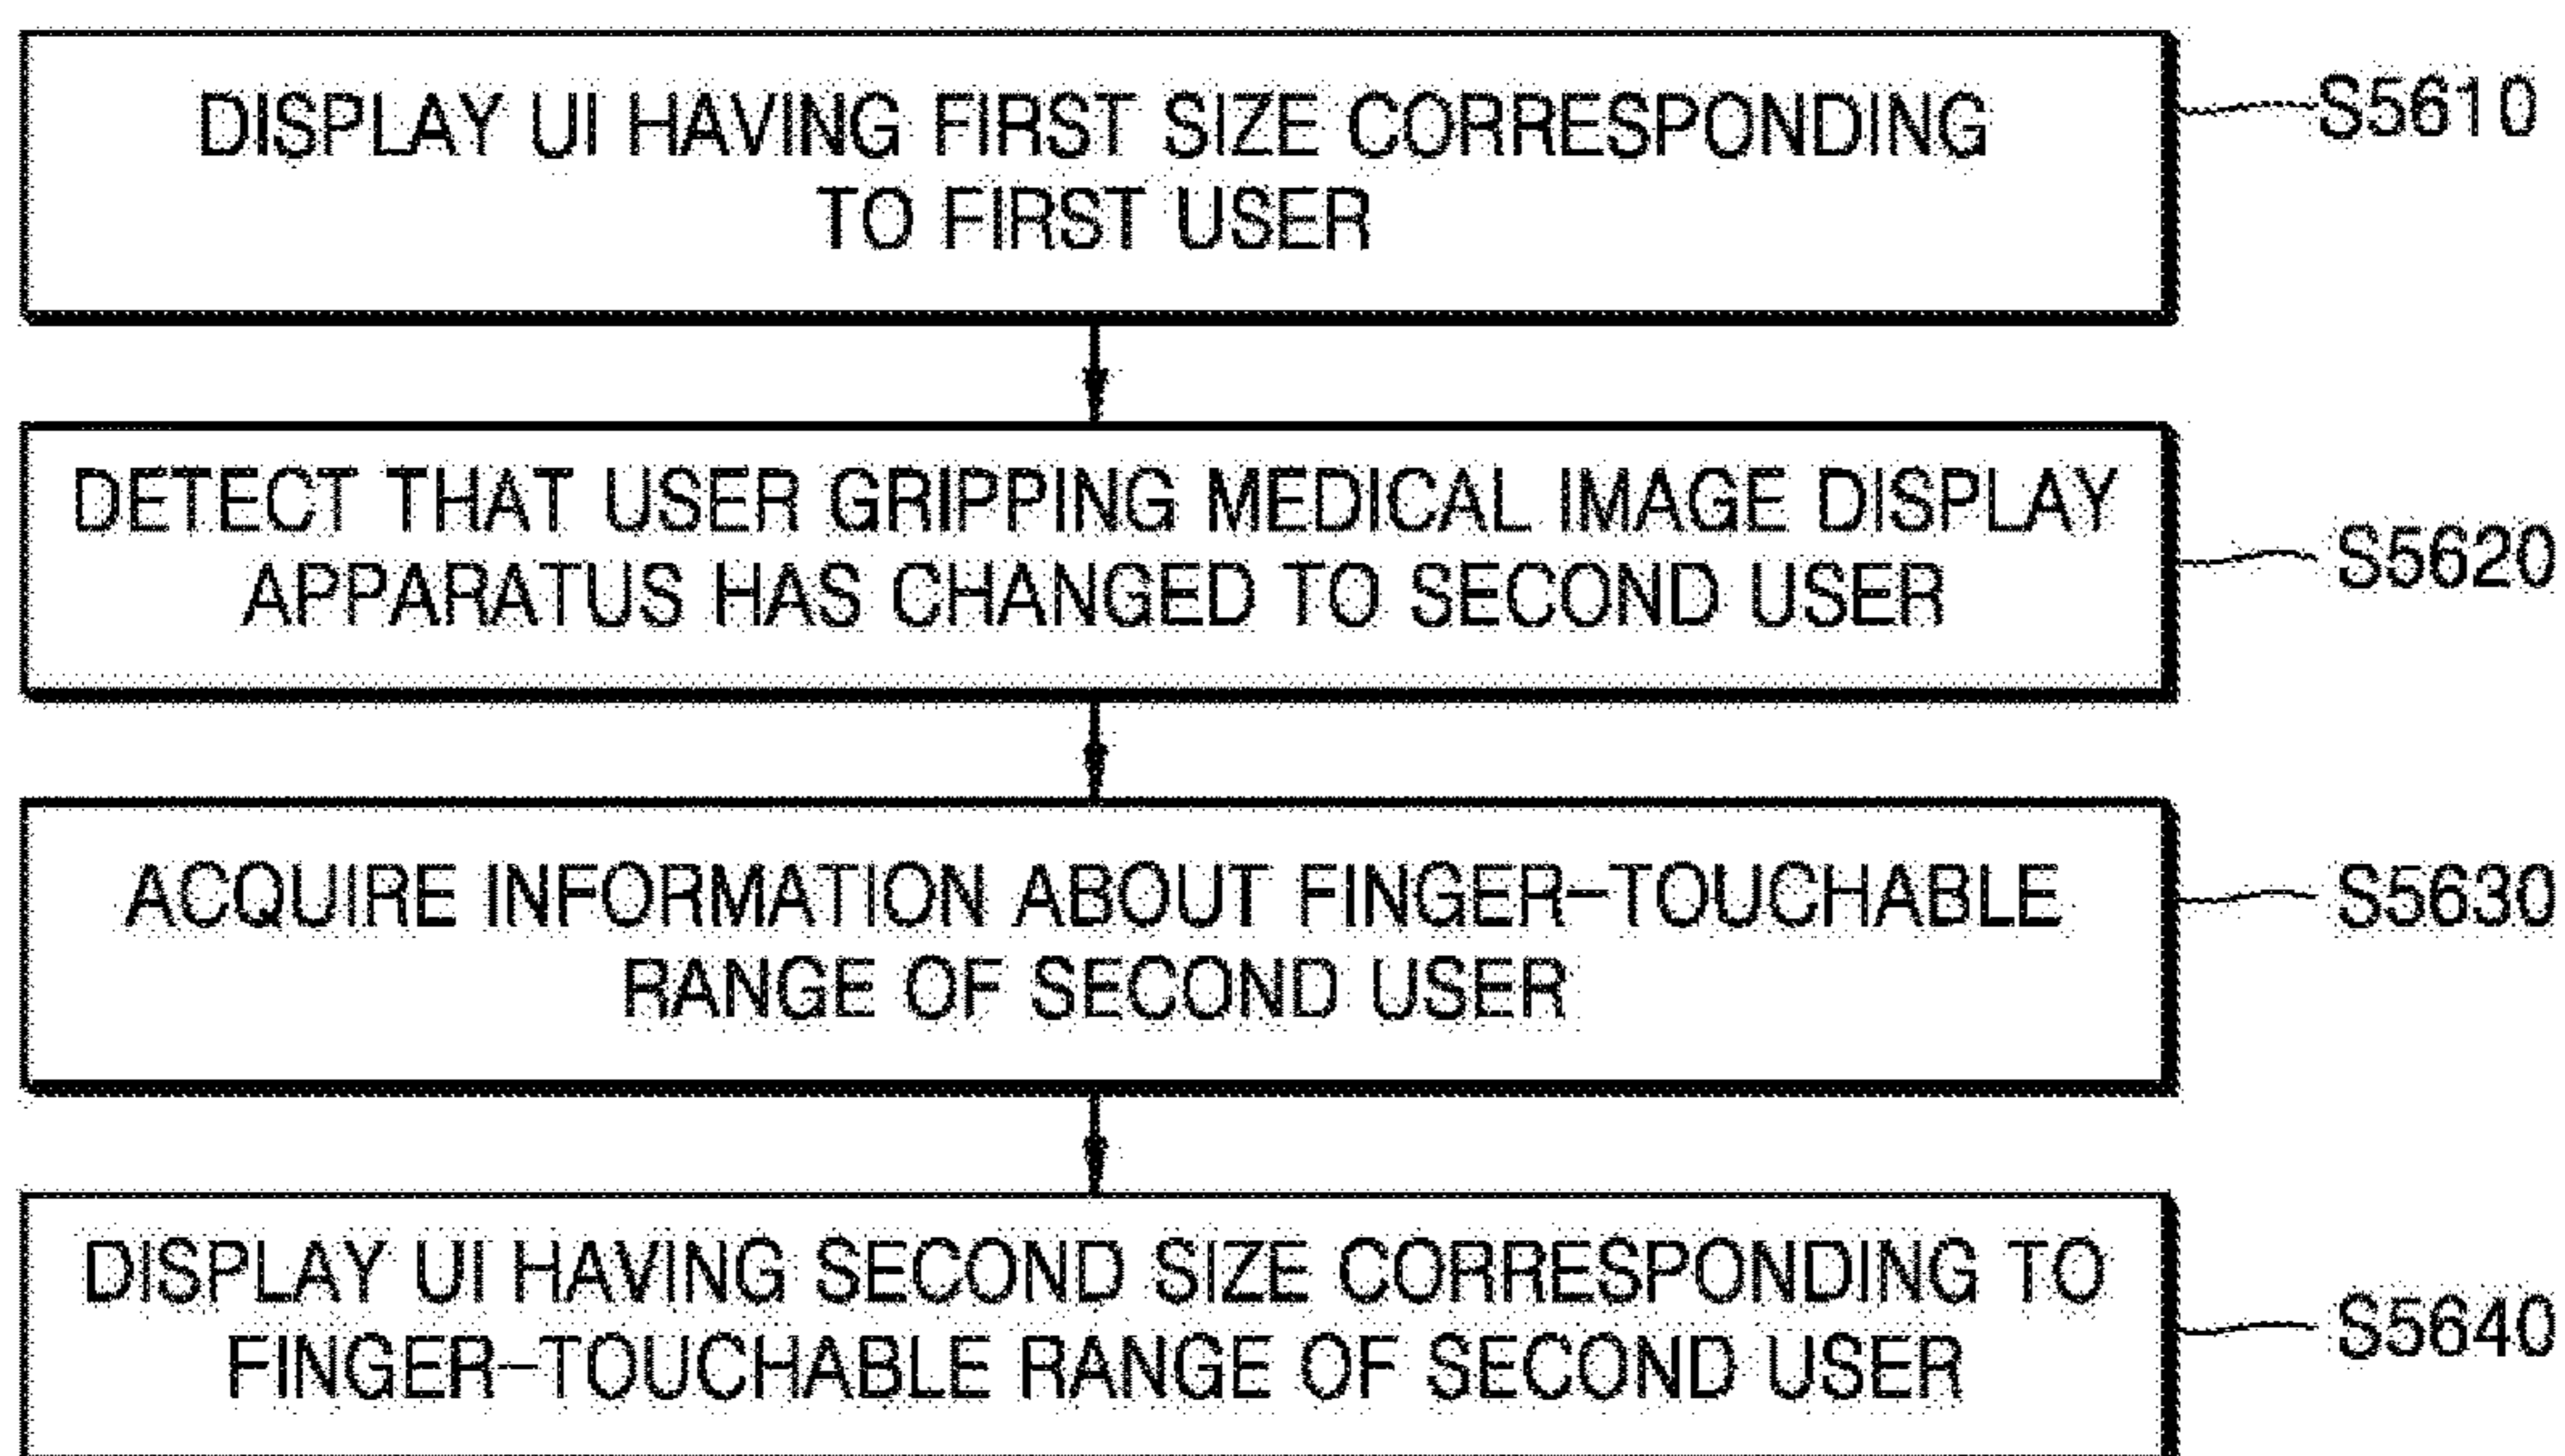 DISPLAY UI HAVING FIRST SIZE CORRESPONDING
TO FIRST USER
S5610
DETECT THAT USER GRIPPING MEDICAL IMAGE DISPLAY
APPARATUS HAS CHANGED TO SECOND USER
S5620
ACQUIRE INFORMATION ABOUT FINGER-TOUCHABLE
RANGE OF SECOND USER
S5630
DISPLAY UI HAVING SECOND SIZE CORRESPONDING TO
FINGER-TOUCHABLE RANGE OF SECOND USER
S5640